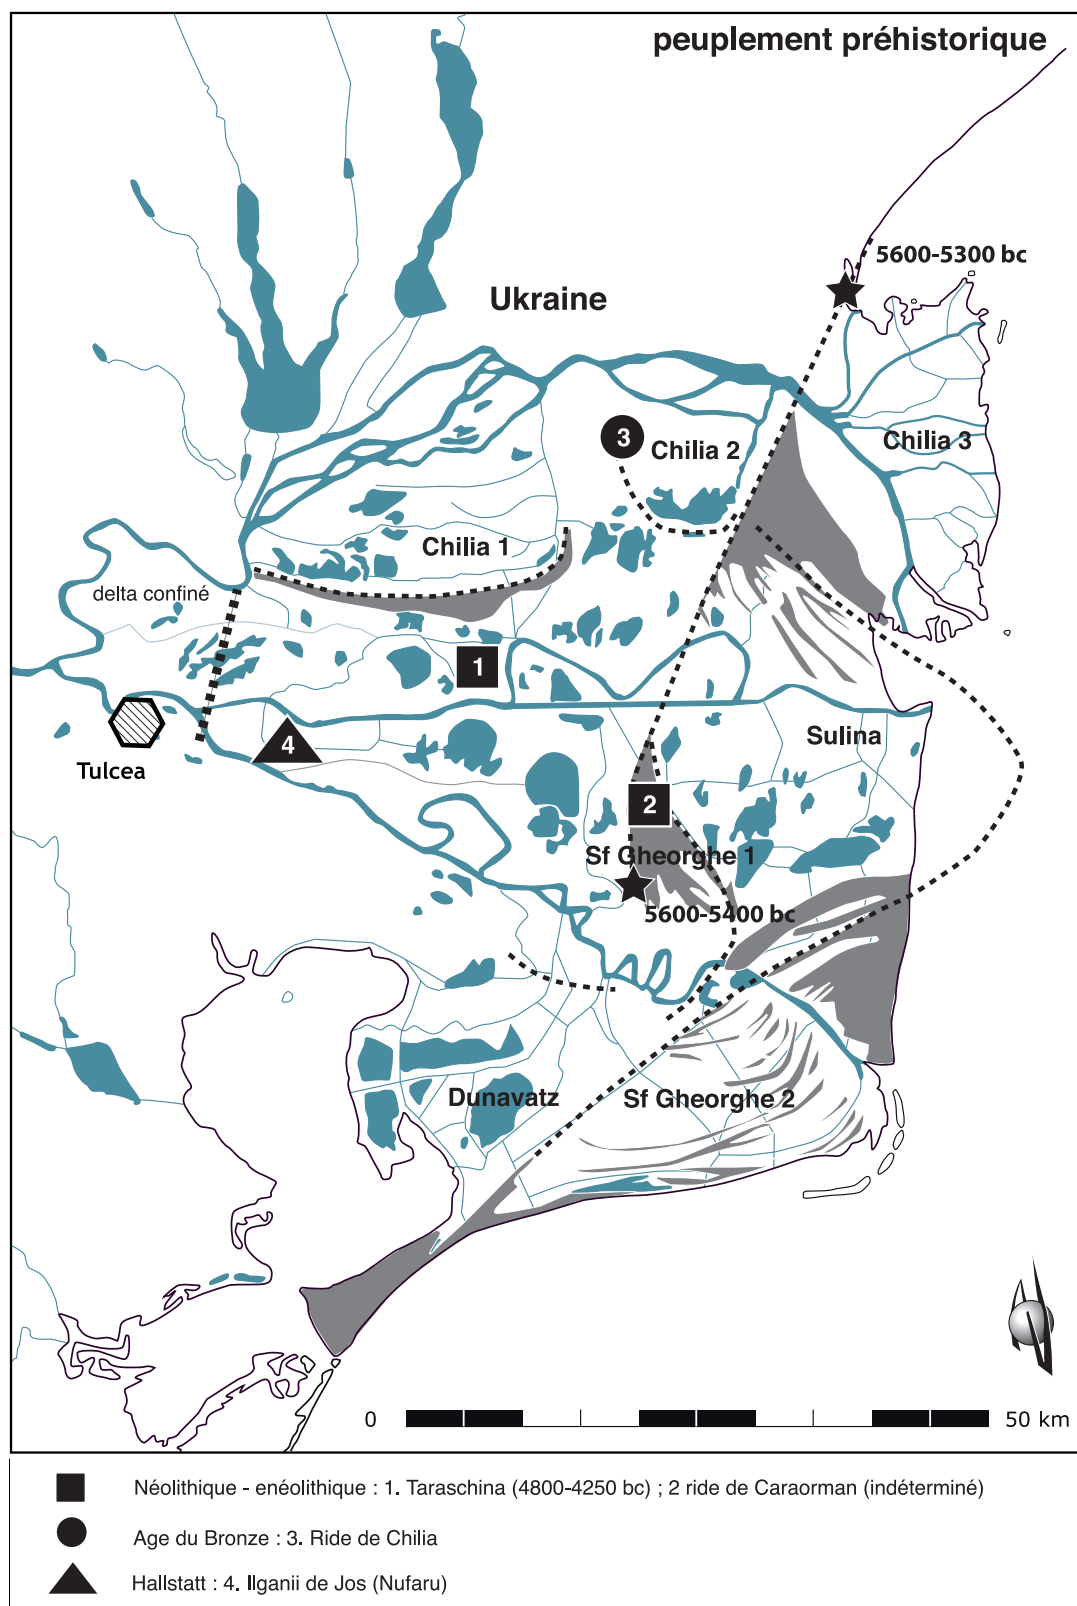 peuplement préhistorique
5600-5300 bc
Ukraine
3
Chilia 2
Chilia 3
Chilia 1
delta confiné
1
4
Sulina
Tulcea
2
Sf Gheorghe 1
5600-5400 bc
Dunavatz
Sf Gheorghe 2
0
50 km
Néolithique - enéolithique : 1. Taraschina (4800-4250 bc) ; 2 ride de Caraorman (indéterminé)
Age du Bronze : 3. Ride de Chilia
Hallstatt : 4. Ilganii de Jos (Nufaru)